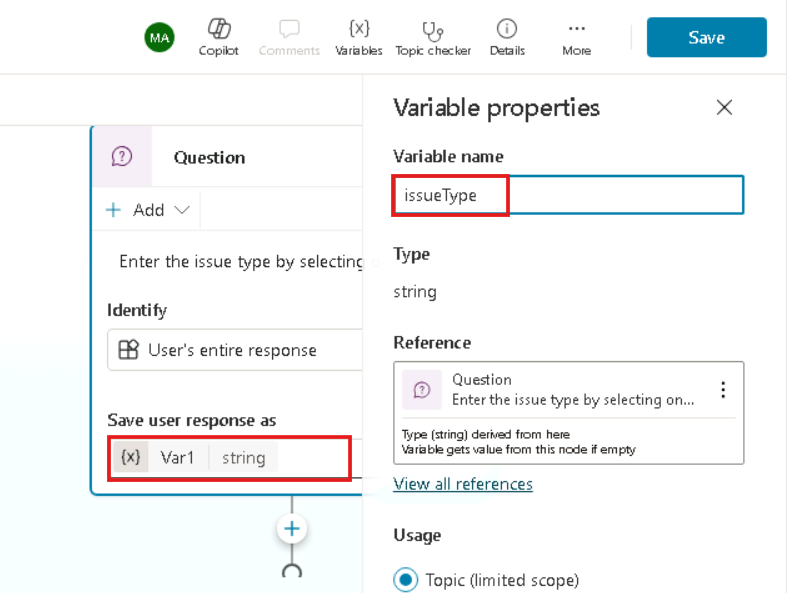 MA
Copilot
Comments
{x}
Variables
Topic checker
Details
More
Save
Question
Add
Enter the issue type by selecting
Identify
User's entire response
Save user response as
{x} Var1 string
Variable properties
Variable name
issueType
Type
string
Reference
Question
Enter the issue type by selecting on...
Type (string) derived from here
Variable gets value from this node if empty
View all references
Usage
Topic (limited scope)